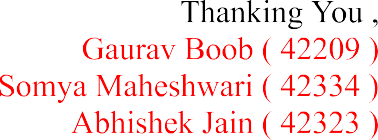 Thanking You ,
Gaurav Boob ( 42209 )
Somya Maheshwari ( 42334 )
Abhishek Jain ( 42323 )